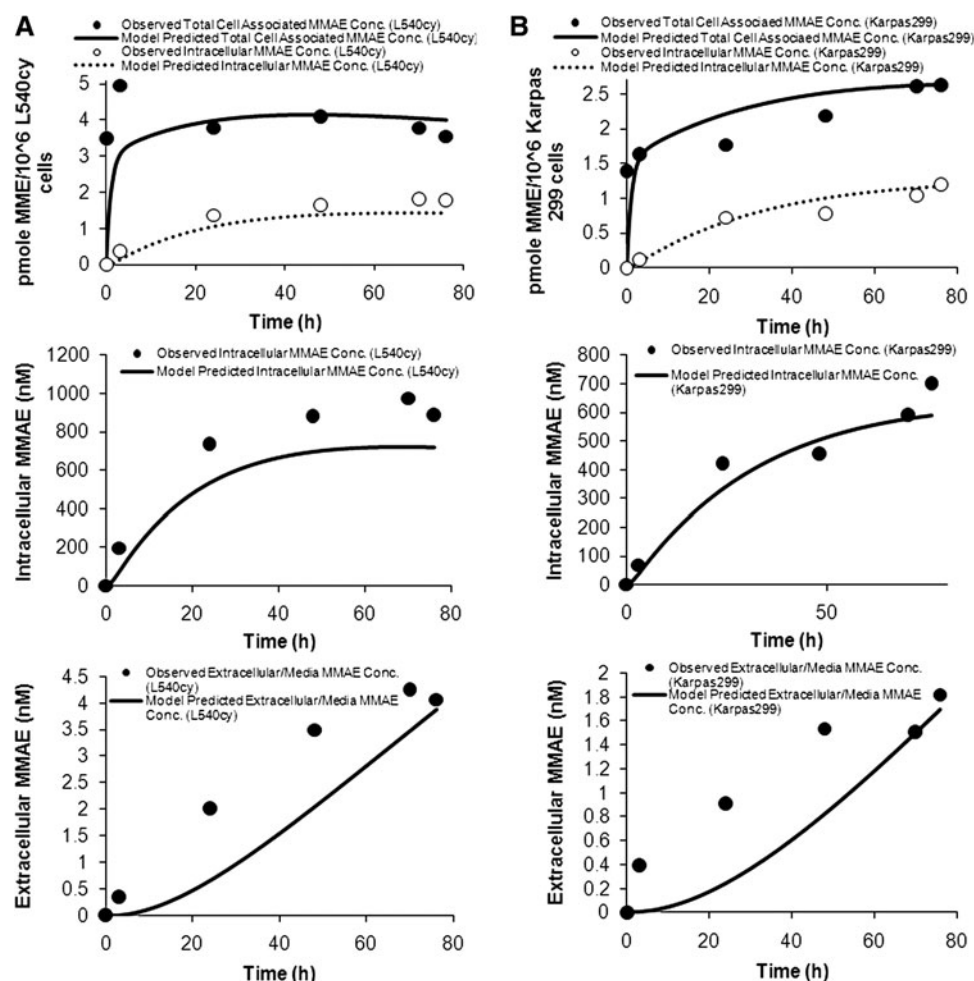 A
Observed Total Cell Associated MMAE Conc. (L540cy)
Model Predicted Total Cell Associated MMAE Conc. (L540cy)
Observed Intracellular MMAE Conc. (L540cy)
Model Predicted Intracellular MMAE Conc. (L540cy)
pmole MME/10^6 L540cy
cells
5
4
3
2
1
0
0 20 40 60 80
Time (h)
B
Observed Total Cell Associaed MMAE Conc. (Karpas299)
Model Predicted Total Cell Associaed MMAE Conc. (Karpas299)
Observed Intracellular MMAE Conc. (Karpas299)
Model Predicted Intracellular MMAE Conc. (Karpas299)
pmole MME/10^6 Karpas
299 cells
2.5
2
1.5
1
0.5
0
0 20 40 60 80
Time (h)
Observed Intracellular MMAE Conc. (L540cy)
Model Predicted Intracellular MMAE Conc. (L540cy)
Intracellular MMAE (nM)
1200
1000
800
600
400
200
0
0 20 40 60 80
Time (h)
Observed Intracellular MMAE Conc. (Karpas299)
Model Predicted Intracellular MMAE Conc.
(Karpas299)
Intracellular MMAE (nM)
800
700
600
500
400
300
200
100
0
0 50
Time (h)
Observed Extracellular/Media MMAE Conc.
(L540cy)
Model Predicted Extracellular/Media MMAE
Conc. (L540cy)
Extracellular MMAE (nM)
4.5
4
3.5
3
2.5
2
1.5
1
0.5
0
0 20 40 60 80
Time (h)
Observed Extracellular/Media MMAE Conc.
(Karpas299)
Model Predicted Extracellular/Media MMAE
Conc. (Karpas299)
Extracellular MMAE (nM)
2
1.8
1.6
1.4
1.2
1
0.8
0.6
0.4
0.2
0
0 20 40 60 80
Time (h)